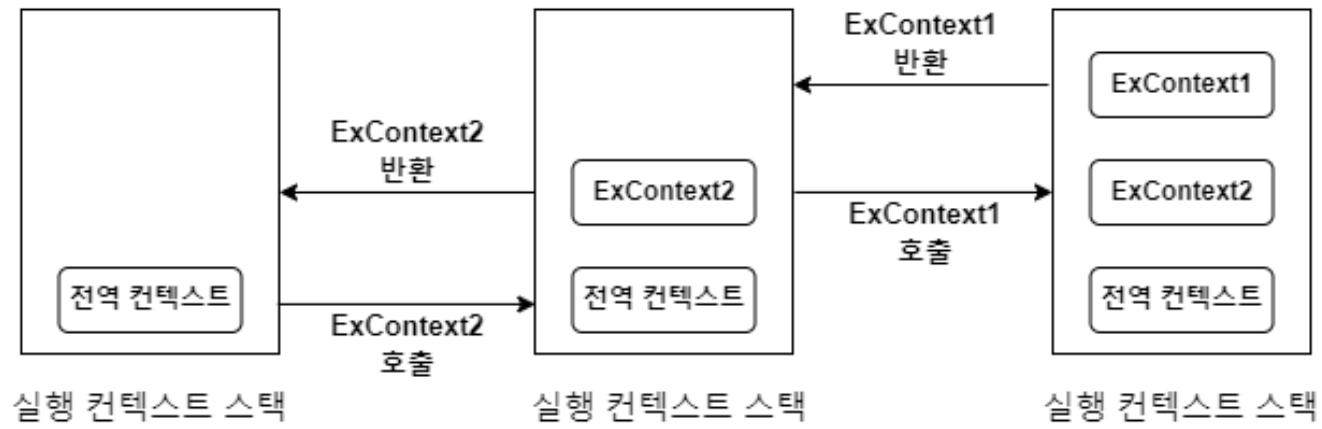 ExContext1
반환
ExContext1
ExContext2
반환
ExContext2
ExContext2
ExContext1
호출
전역 컨텍스트
전역 컨텍스트
전역 컨텍스트
ExContext2
호출
실행 컨텍스트 스택
실행 컨텍스트 스택
실행 컨텍스트 스택